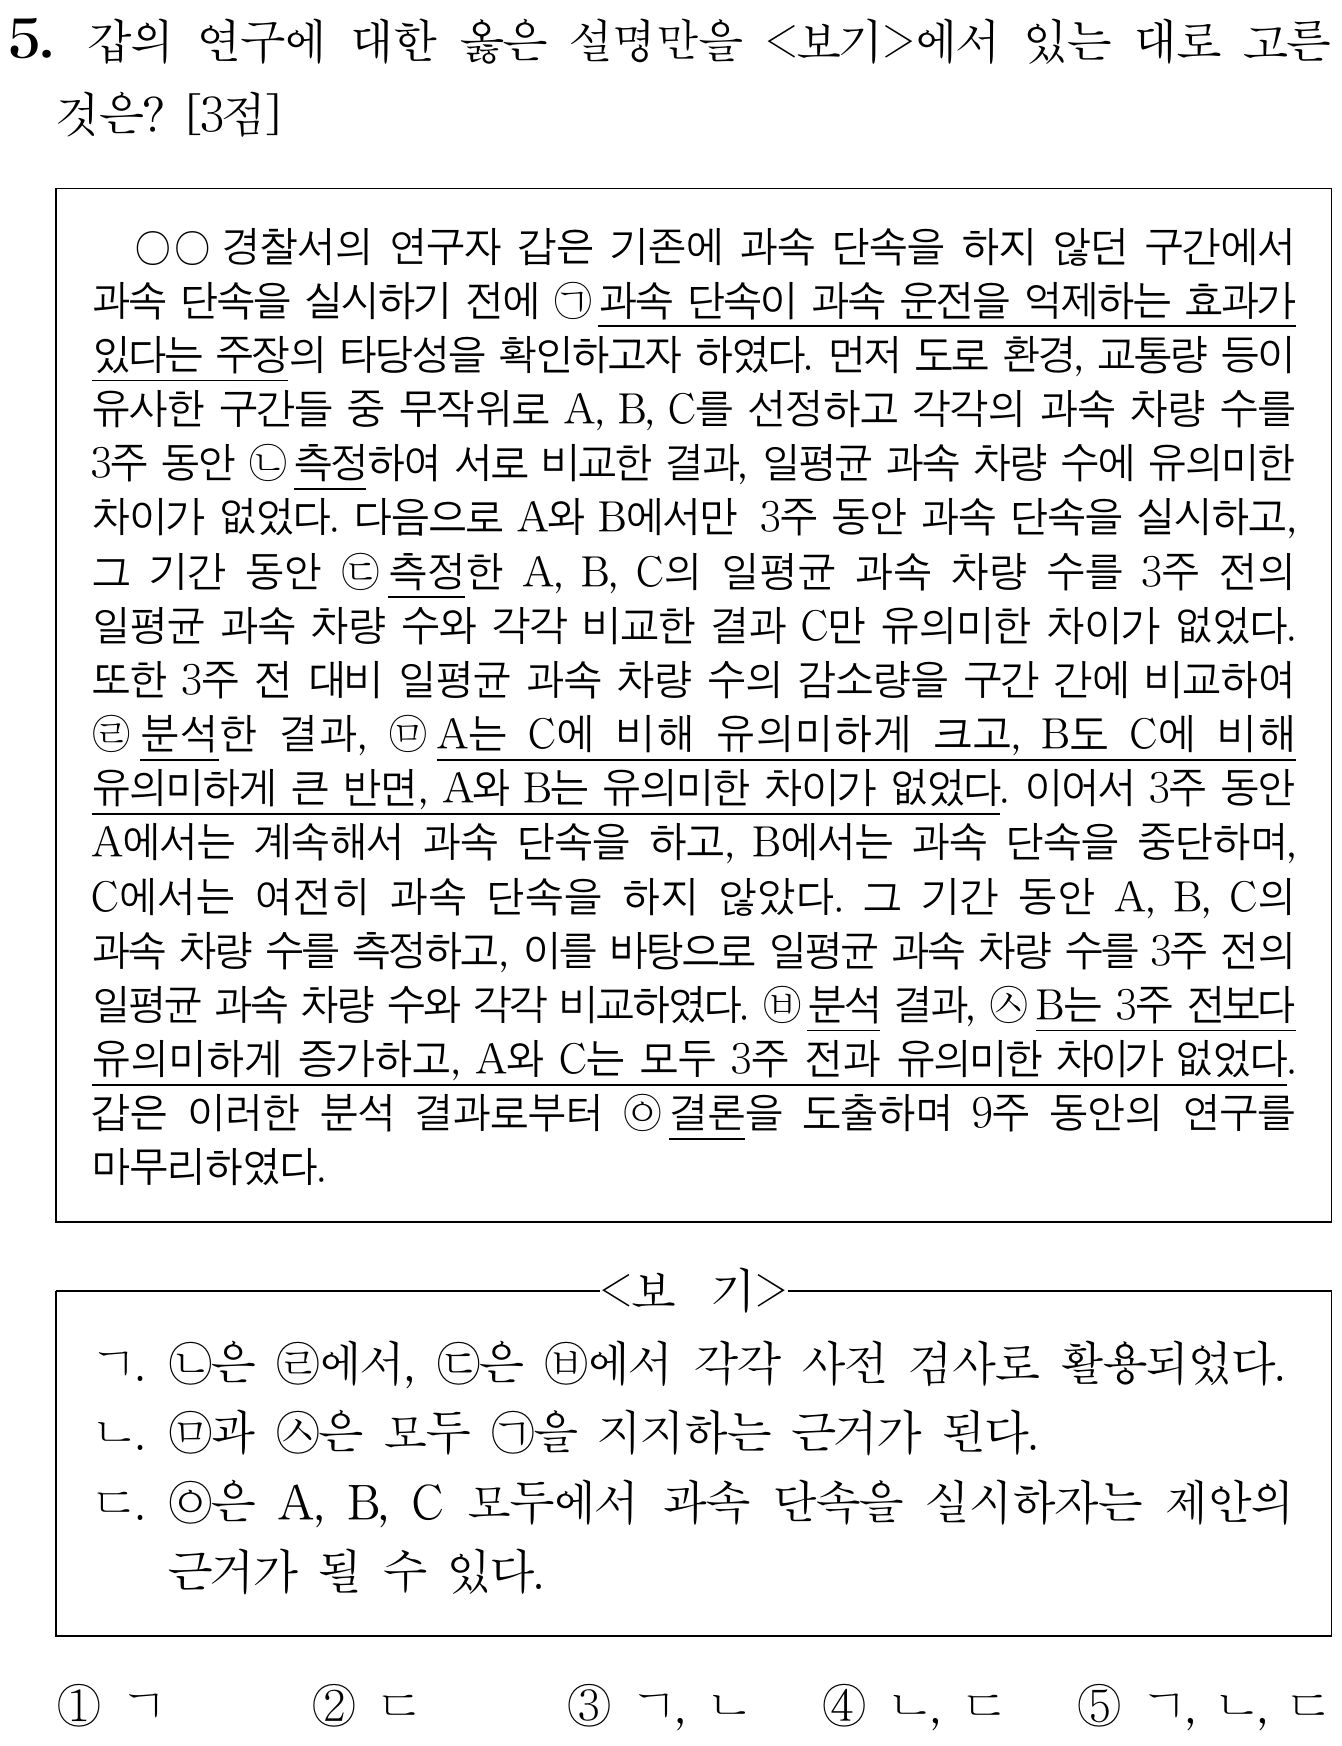 5. 갑의 연구에 대한 옳은 설명만을 <보기>에서 있는 대로 고른
것은? [3점]
○○ 경찰서의 연구자 갑은 기존에 과속 단속을 하지 않던 구간에서
과속 단속을 실시하기 전에 ㉠과속 단속이 과속 운전을 억제하는 효과가
있다는 주장의 타당성을 확인하고자 하였다. 먼저 도로 환경, 교통량 등이
유사한 구간들 중 무작위로 A, B, C를 선정하고 각각의 과속 차량 수를
3주 동안 ㉡측정하여 서로 비교한 결과, 일평균 과속 차량 수에 유의미한
차이가 없었다. 다음으로 A와 B에서만 3주 동안 과속 단속을 실시하고,
그 기간 동안 ㉢측정한 A, B, C의 일평균 과속 차량 수를 3주 전의
일평균 과속 차량 수와 각각 비교한 결과 C만 유의미한 차이가 없었다.
또한 3주 전 대비 일평균 과속 차량 수의 감소량을 구간 간에 비교하여
㉣분석한 결과, ㉤A는 C에 비해 유의미하게 크고, B도 C에 비해
유의미하게 큰 반면, A와 B는 유의미한 차이가 없었다. 이어서 3주 동안
A에서는 계속해서 과속 단속을 하고, B에서는 과속 단속을 중단하며,
C에서는 여전히 과속 단속을 하지 않았다. 그 기간 동안 A, B, C의
과속 차량 수를 측정하고, 이를 바탕으로 일평균 과속 차량 수를 3주 전의
일평균 과속 차량 수와 각각 비교하였다. ㉥분석 결과, ㉦B는 3주 전보다
유의미하게 증가하고, A와 C는 모두 3주 전과 유의미한 차이가 없었다.
갑은 이러한 분석 결과로부터 ㉧결론을 도출하며 9주 동안의 연구를
마무리하였다.
<보 기>
ㄱ. ㉡은 ㉣에서, ㉢은 ㉥에서 각각 사전 검사로 활용되었다.
ㄴ. ㉤과 ㉦은 모두 ㉠을 지지하는 근거가 된다.
ㄷ. ㉧은 A, B, C 모두에서 과속 단속을 실시하자는 제안의
근거가 될 수 있다.
① ㄱ ② ㄷ ③ ㄱ, ㄴ ④ ㄴ, ㄷ ⑤ ㄱ, ㄴ, ㄷ